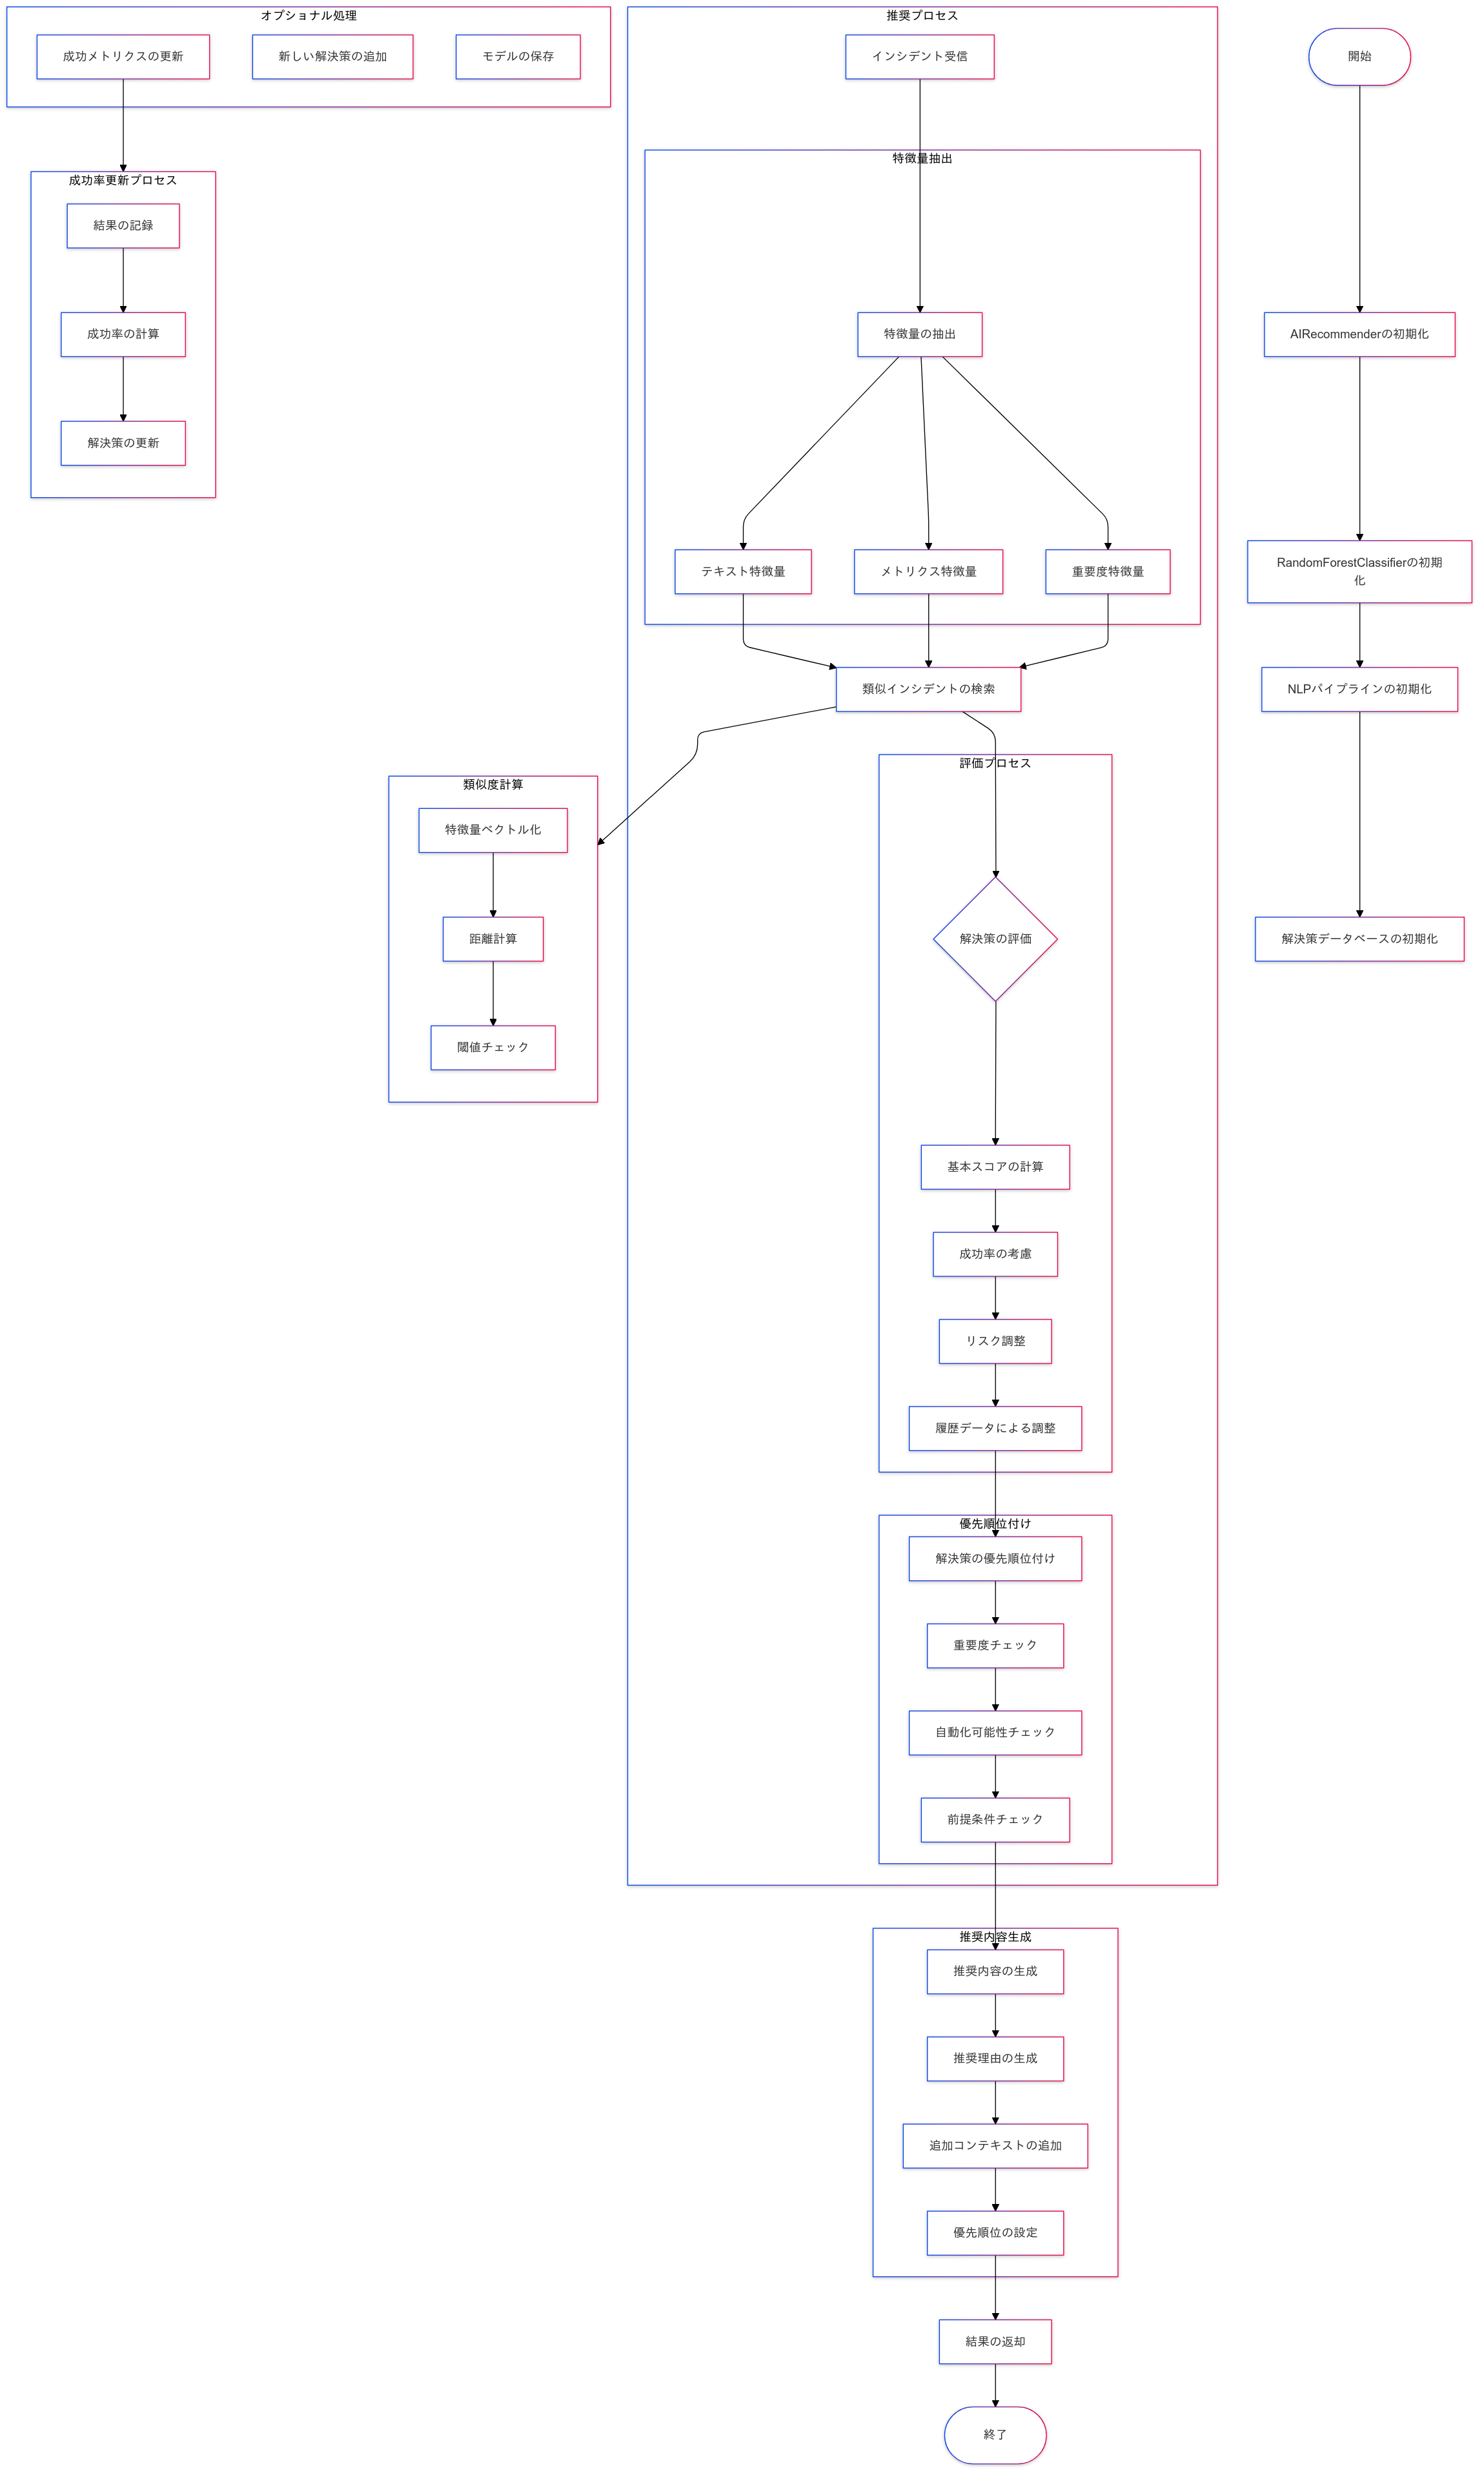 オプショナル処理
成功メトリクスの更新
新しい解決策の追加
モデルの保存
成功率更新プロセス
結果の記録
成功率の計算
解決策の更新
推奨プロセス
インシデント受信
特徴量抽出
特徴量の抽出
テキスト特徴量
メトリクス特徴量
重要度特徴量
類似インシデントの検索
類似度計算
特徴量ベクトル化
距離計算
閾値チェック
評価プロセス
解決策の評価
基本スコアの計算
成功率の考慮
リスク調整
履歴データによる調整
優先順位付け
解決策の優先順位付け
重要度チェック
自動化可能性チェック
前提条件チェック
推奨内容生成
推奨内容の生成
推奨理由の生成
追加コンテキストの追加
優先順位の設定
結果の返却
終了
開始
AIRecommenderの初期化
RandomForestClassifierの初期
化
NLPパイプラインの初期化
解決策データベースの初期化